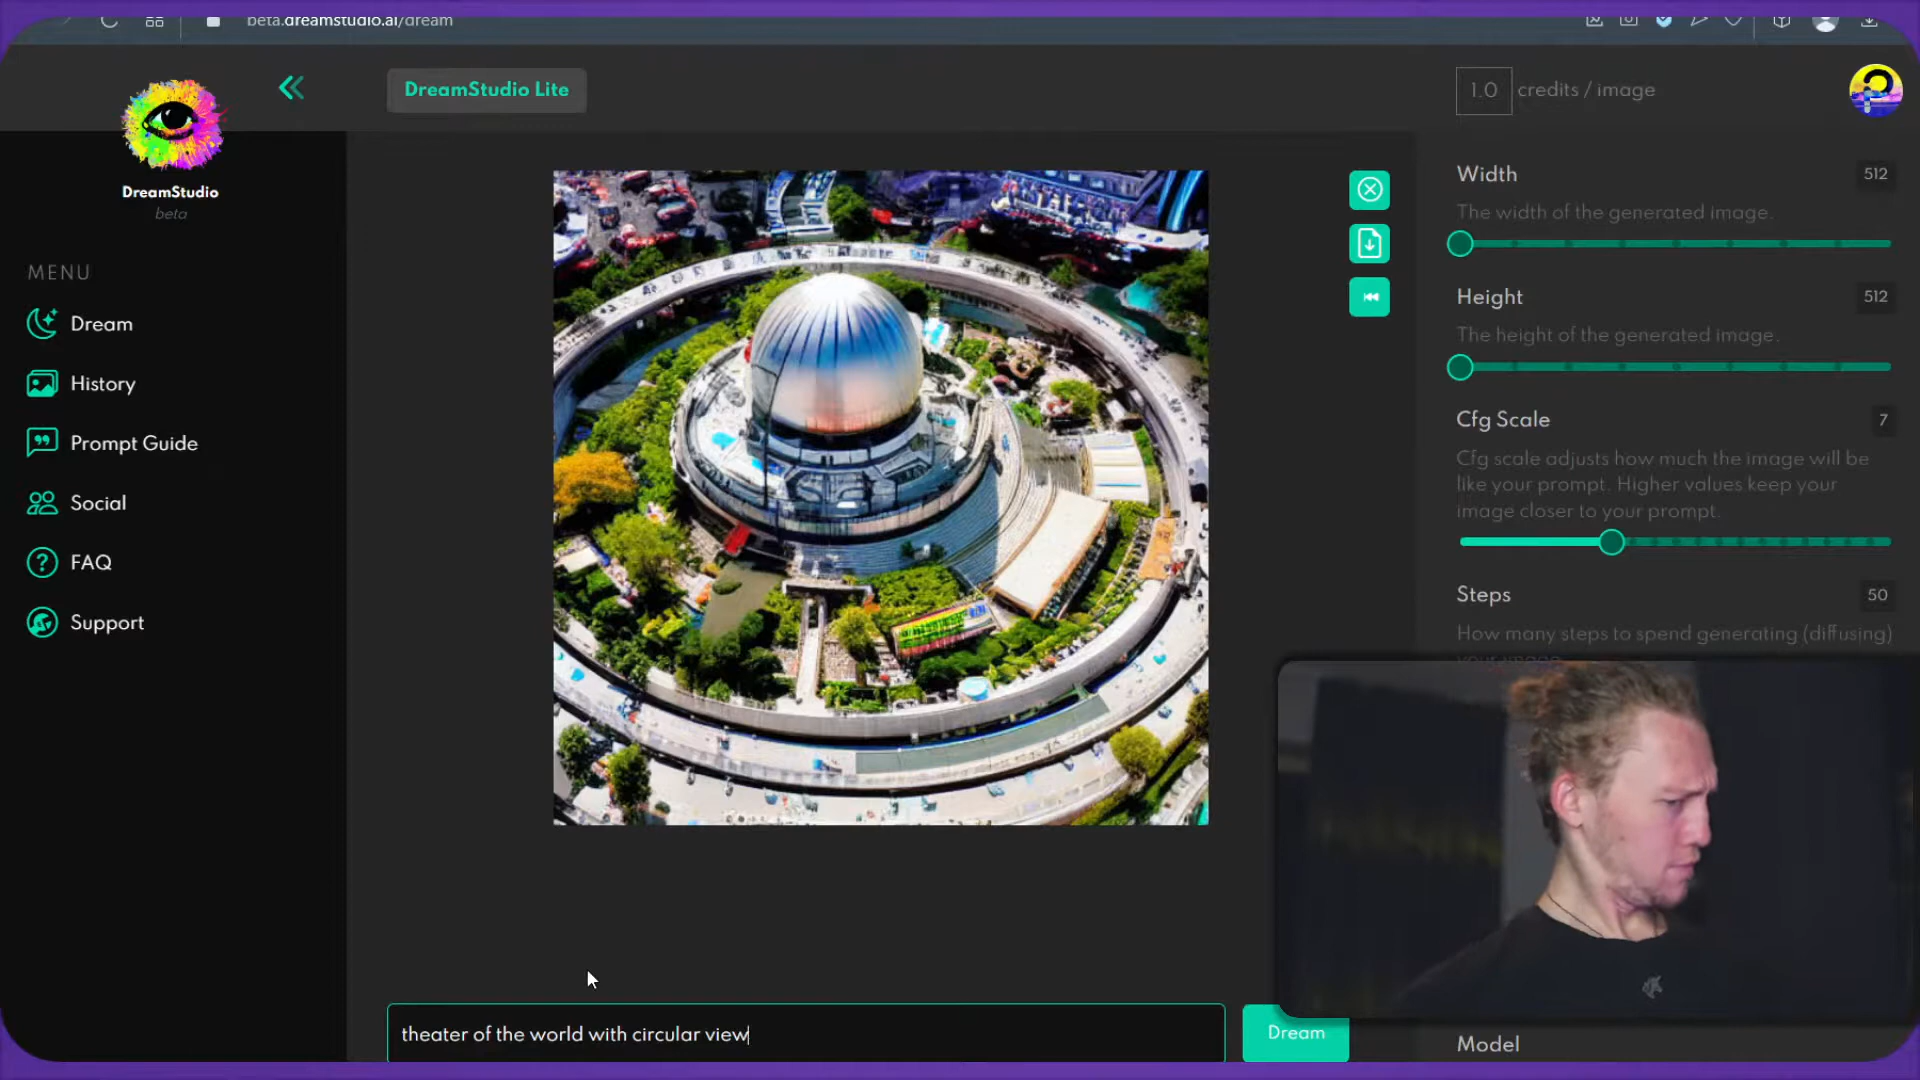 beta.dreamstudio.ai/dream
DreamStudio Lite
1.0 credits / image
DreamStudio
beta
MENU
Dream
History
Prompt Guide
Social
FAQ
Support
Width 512
The width of the generated image.
Height 512
The height of the generated image.
Cfg Scale 7
Cfg scale adjusts how much the image will be
like your prompt. Higher values keep your
image closer to your prompt.
Steps 50
How many steps to spend generating (diffusing)
your image.
theater of the world with circular view
Dream
Model